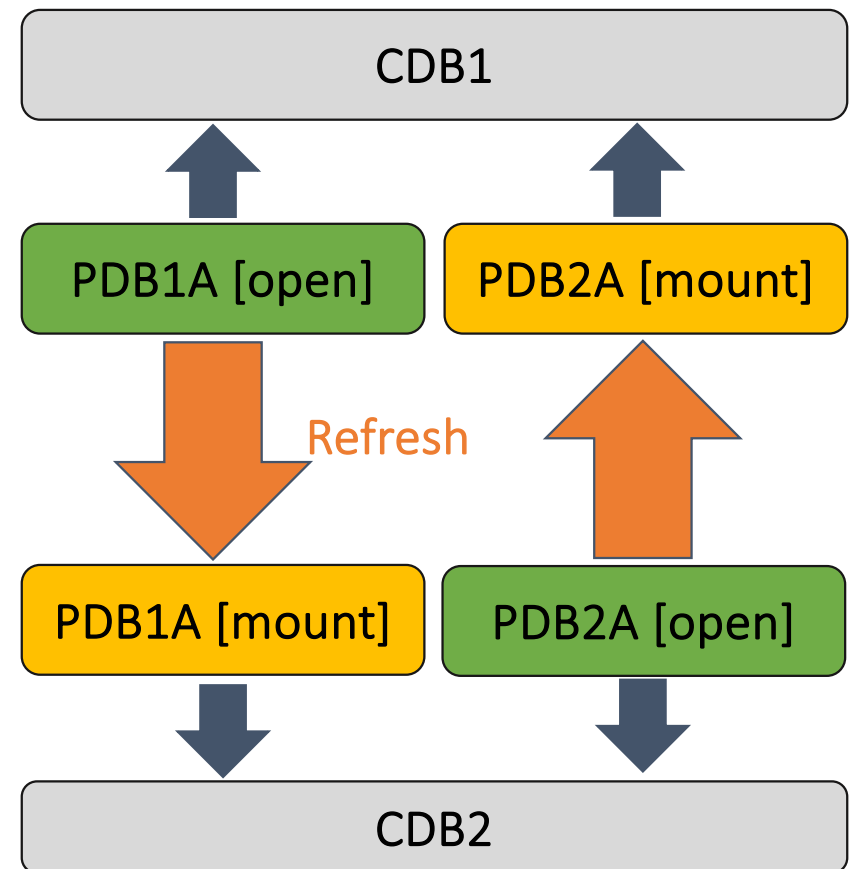 CDB1
PDB1A [open]
PDB2A [mount]
Refresh
PDB1A [mount]
PDB2A [open]
CDB2